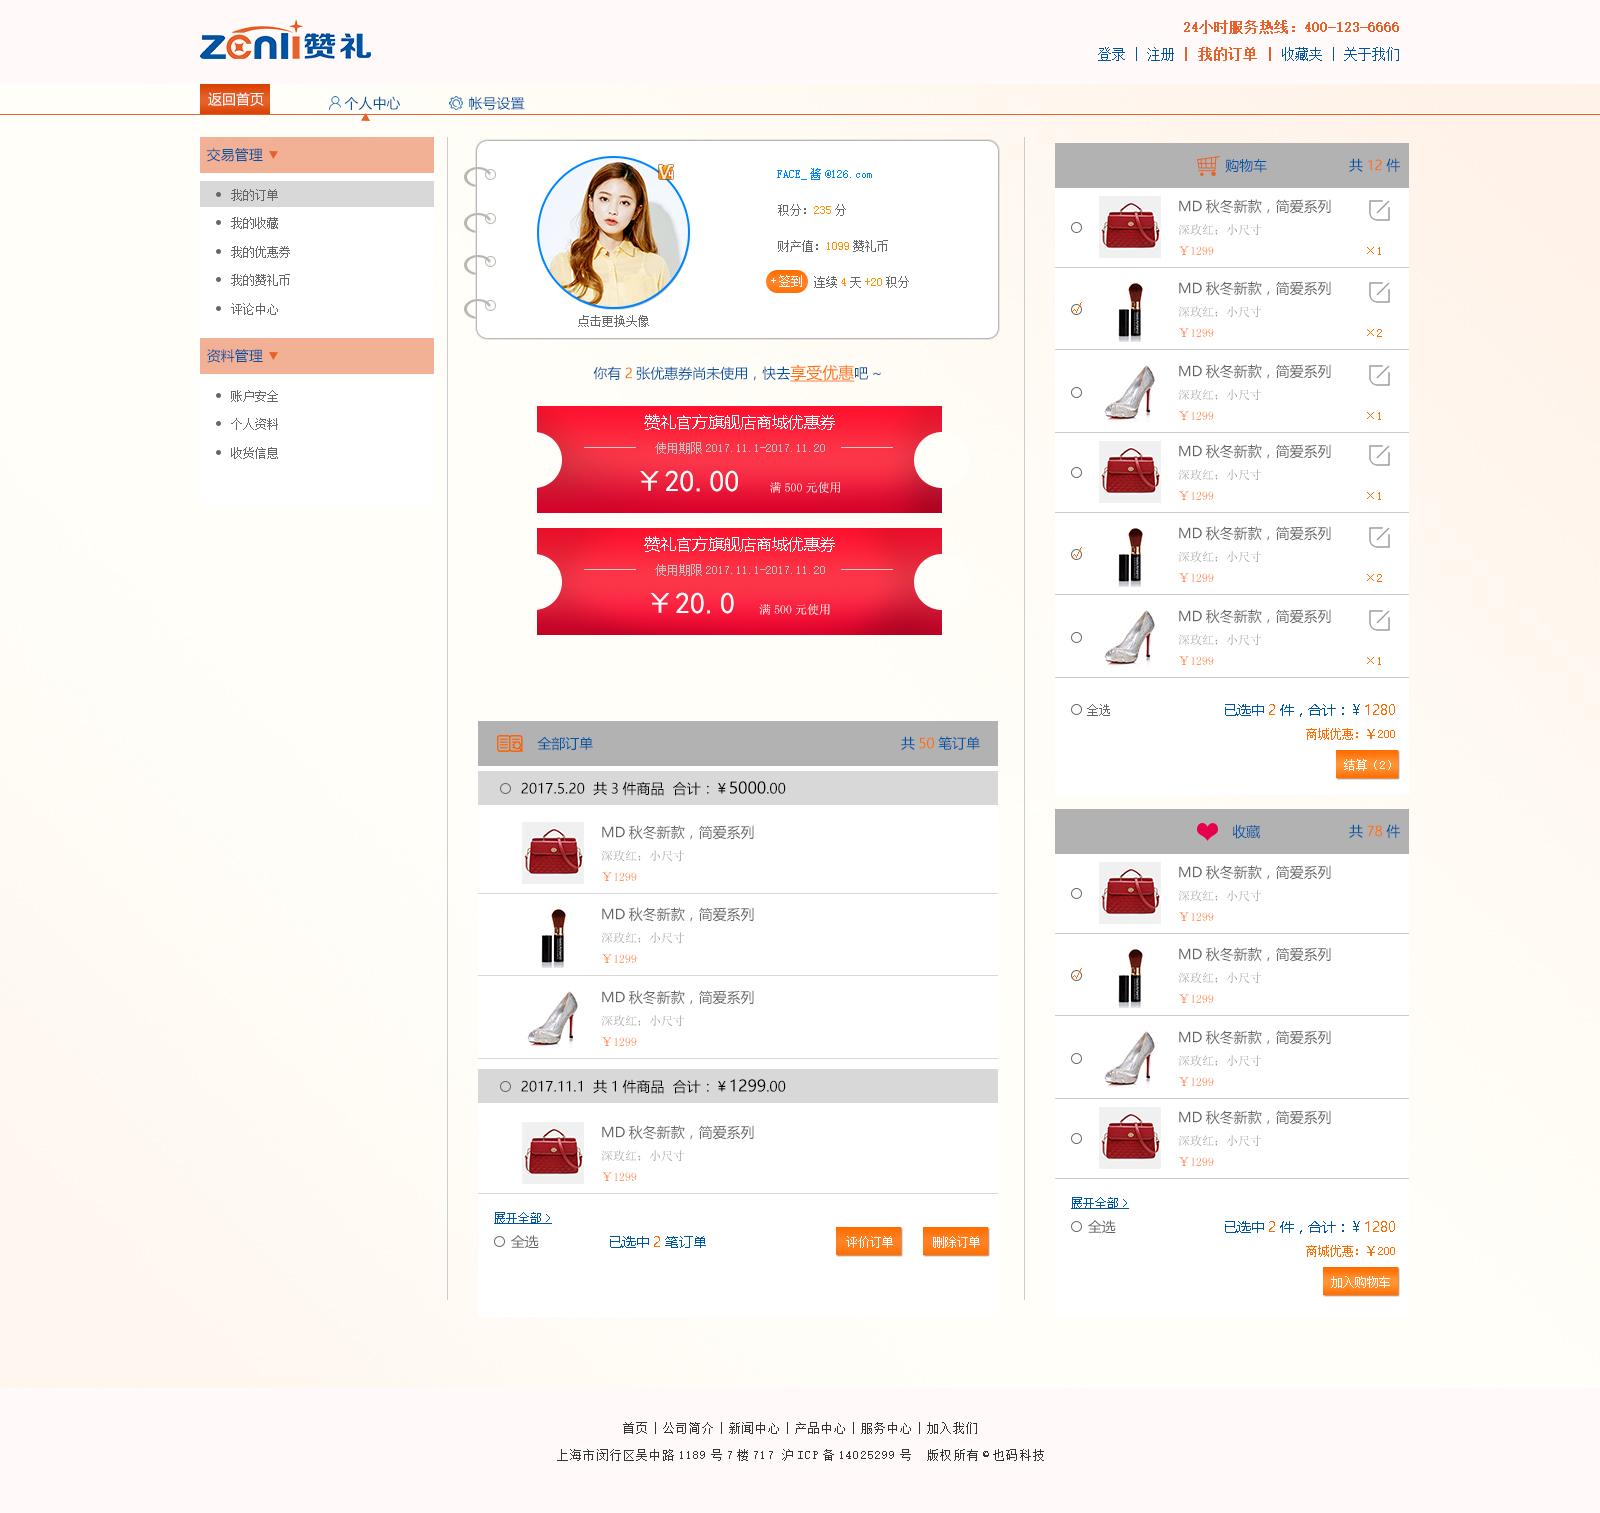 zenli赞礼
24小时服务热线：400-123-6666
登录 | 注册 | 我的订单 | 收藏夹 | 关于我们
返回首页 个人中心 帐号设置
交易管理
我的订单
我的收藏
我的优惠券
我的赞礼币
评论中心
资料管理
账户安全
个人资料
收货信息
FACE_酱@126.com
积分：235 分
财产值：1099 赞礼币
+签到 连续 4 天 +20 积分
点击更换头像
你有 2 张优惠券尚未使用，快去享受优惠吧 ~
赞礼官方旗舰店商城优惠券
使用期限 2017.11.1-2017.11.20
￥20.00 满 500 元使用
赞礼官方旗舰店商城优惠券
使用期限 2017.11.1-2017.11.20
￥20.0 满 500 元使用
全部订单 共 50 笔订单
2017.5.20 共 3 件商品 合计：￥5000.00
MD 秋冬新款，简爱系列
深玫红；小尺寸
￥1299
MD 秋冬新款，简爱系列
深玫红；小尺寸
￥1299
MD 秋冬新款，简爱系列
深玫红；小尺寸
￥1299
2017.11.1 共 1 件商品 合计：￥1299.00
MD 秋冬新款，简爱系列
深玫红；小尺寸
￥1299
展开全部 >
全选 已选中 2 笔订单 评价订单 删除订单
购物车 共 12 件
MD 秋冬新款，简爱系列
深玫红；小尺寸
￥1299 ×1
MD 秋冬新款，简爱系列
深玫红；小尺寸
￥1299 ×2
MD 秋冬新款，简爱系列
深玫红；小尺寸
￥1299 ×1
MD 秋冬新款，简爱系列
深玫红；小尺寸
￥1299 ×1
MD 秋冬新款，简爱系列
深玫红；小尺寸
￥1299 ×2
MD 秋冬新款，简爱系列
深玫红；小尺寸
￥1299 ×1
全选 已选中 2 件，合计：￥ 1280
商城优惠：￥200
结算（2）
收藏 共 78 件
MD 秋冬新款，简爱系列
深玫红；小尺寸
￥1299
MD 秋冬新款，简爱系列
深玫红；小尺寸
￥1299
MD 秋冬新款，简爱系列
深玫红；小尺寸
￥1299
MD 秋冬新款，简爱系列
深玫红；小尺寸
￥1299
展开全部 >
全选 已选中 2 件，合计：￥ 1280
商城优惠：￥200
加入购物车
首页 | 公司简介 | 新闻中心 | 产品中心 | 服务中心 | 加入我们
上海市闵行区吴中路 1189 号 7 楼 717 沪 ICP 备 14025299 号 版权所有 © 也码科技